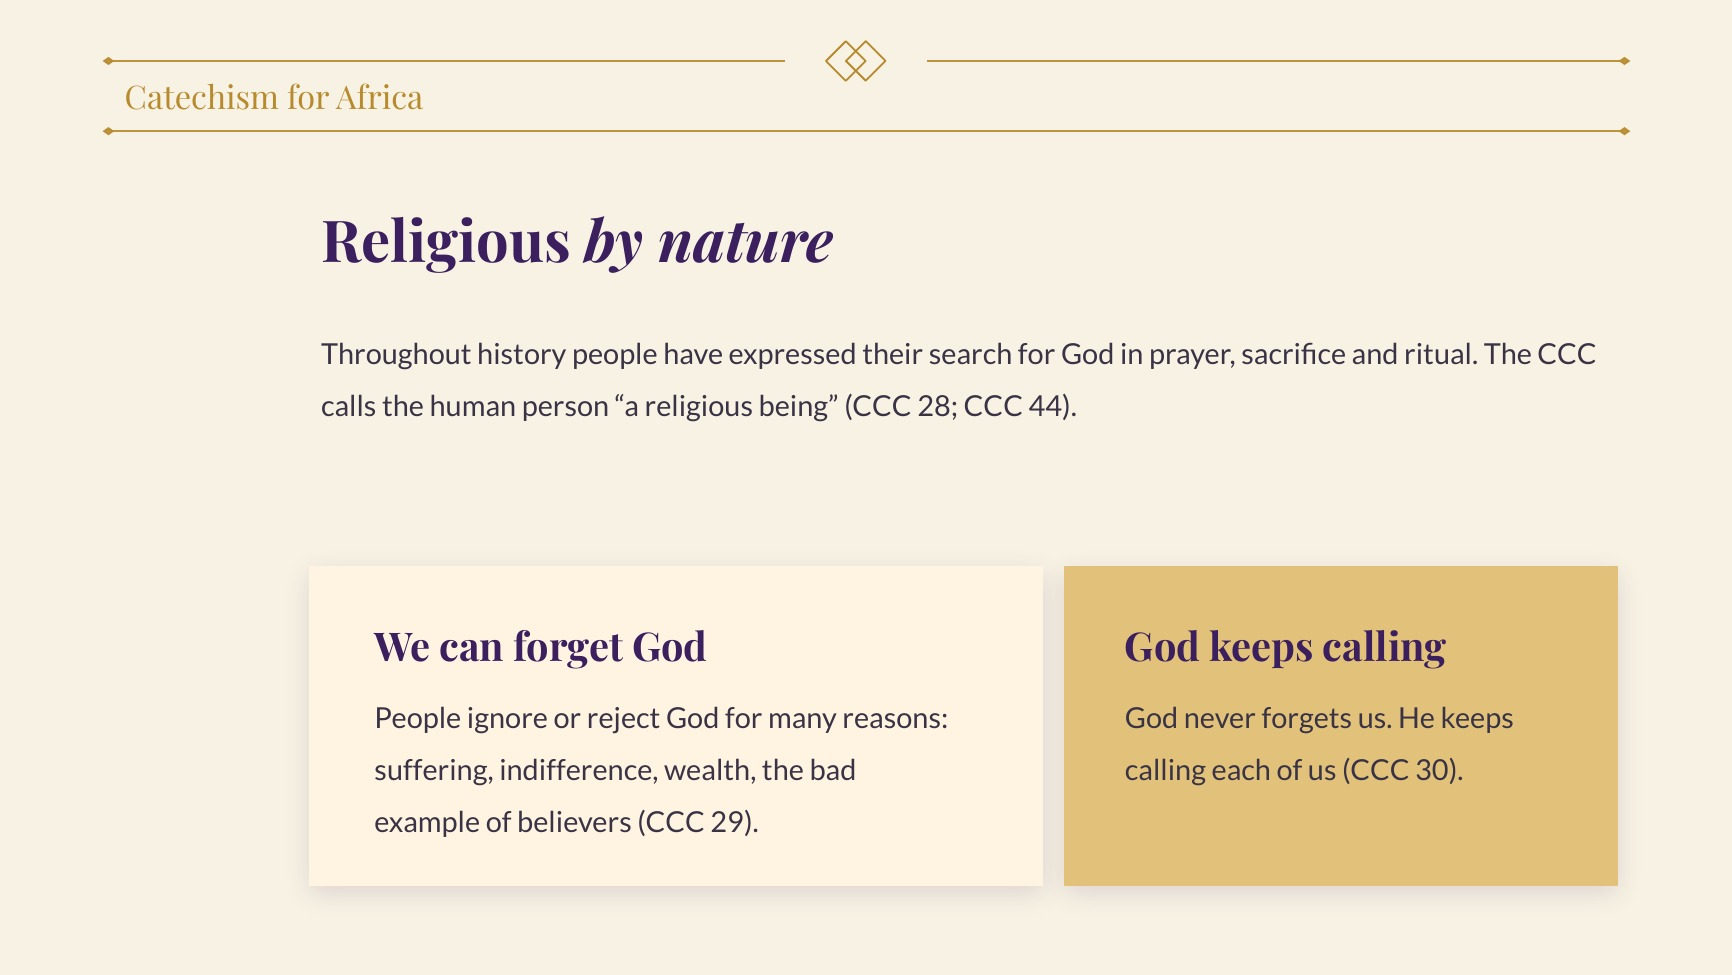 Catechism for Africa
Religious by nature
Throughout history people have expressed their search for God in prayer, sacrifice and ritual. The CCC
calls the human person “a religious being” (CCC 28; CCC 44).
We can forget God
People ignore or reject God for many reasons:
suffering, indifference, wealth, the bad
example of believers (CCC 29).
God keeps calling
God never forgets us. He keeps
calling each of us (CCC 30).